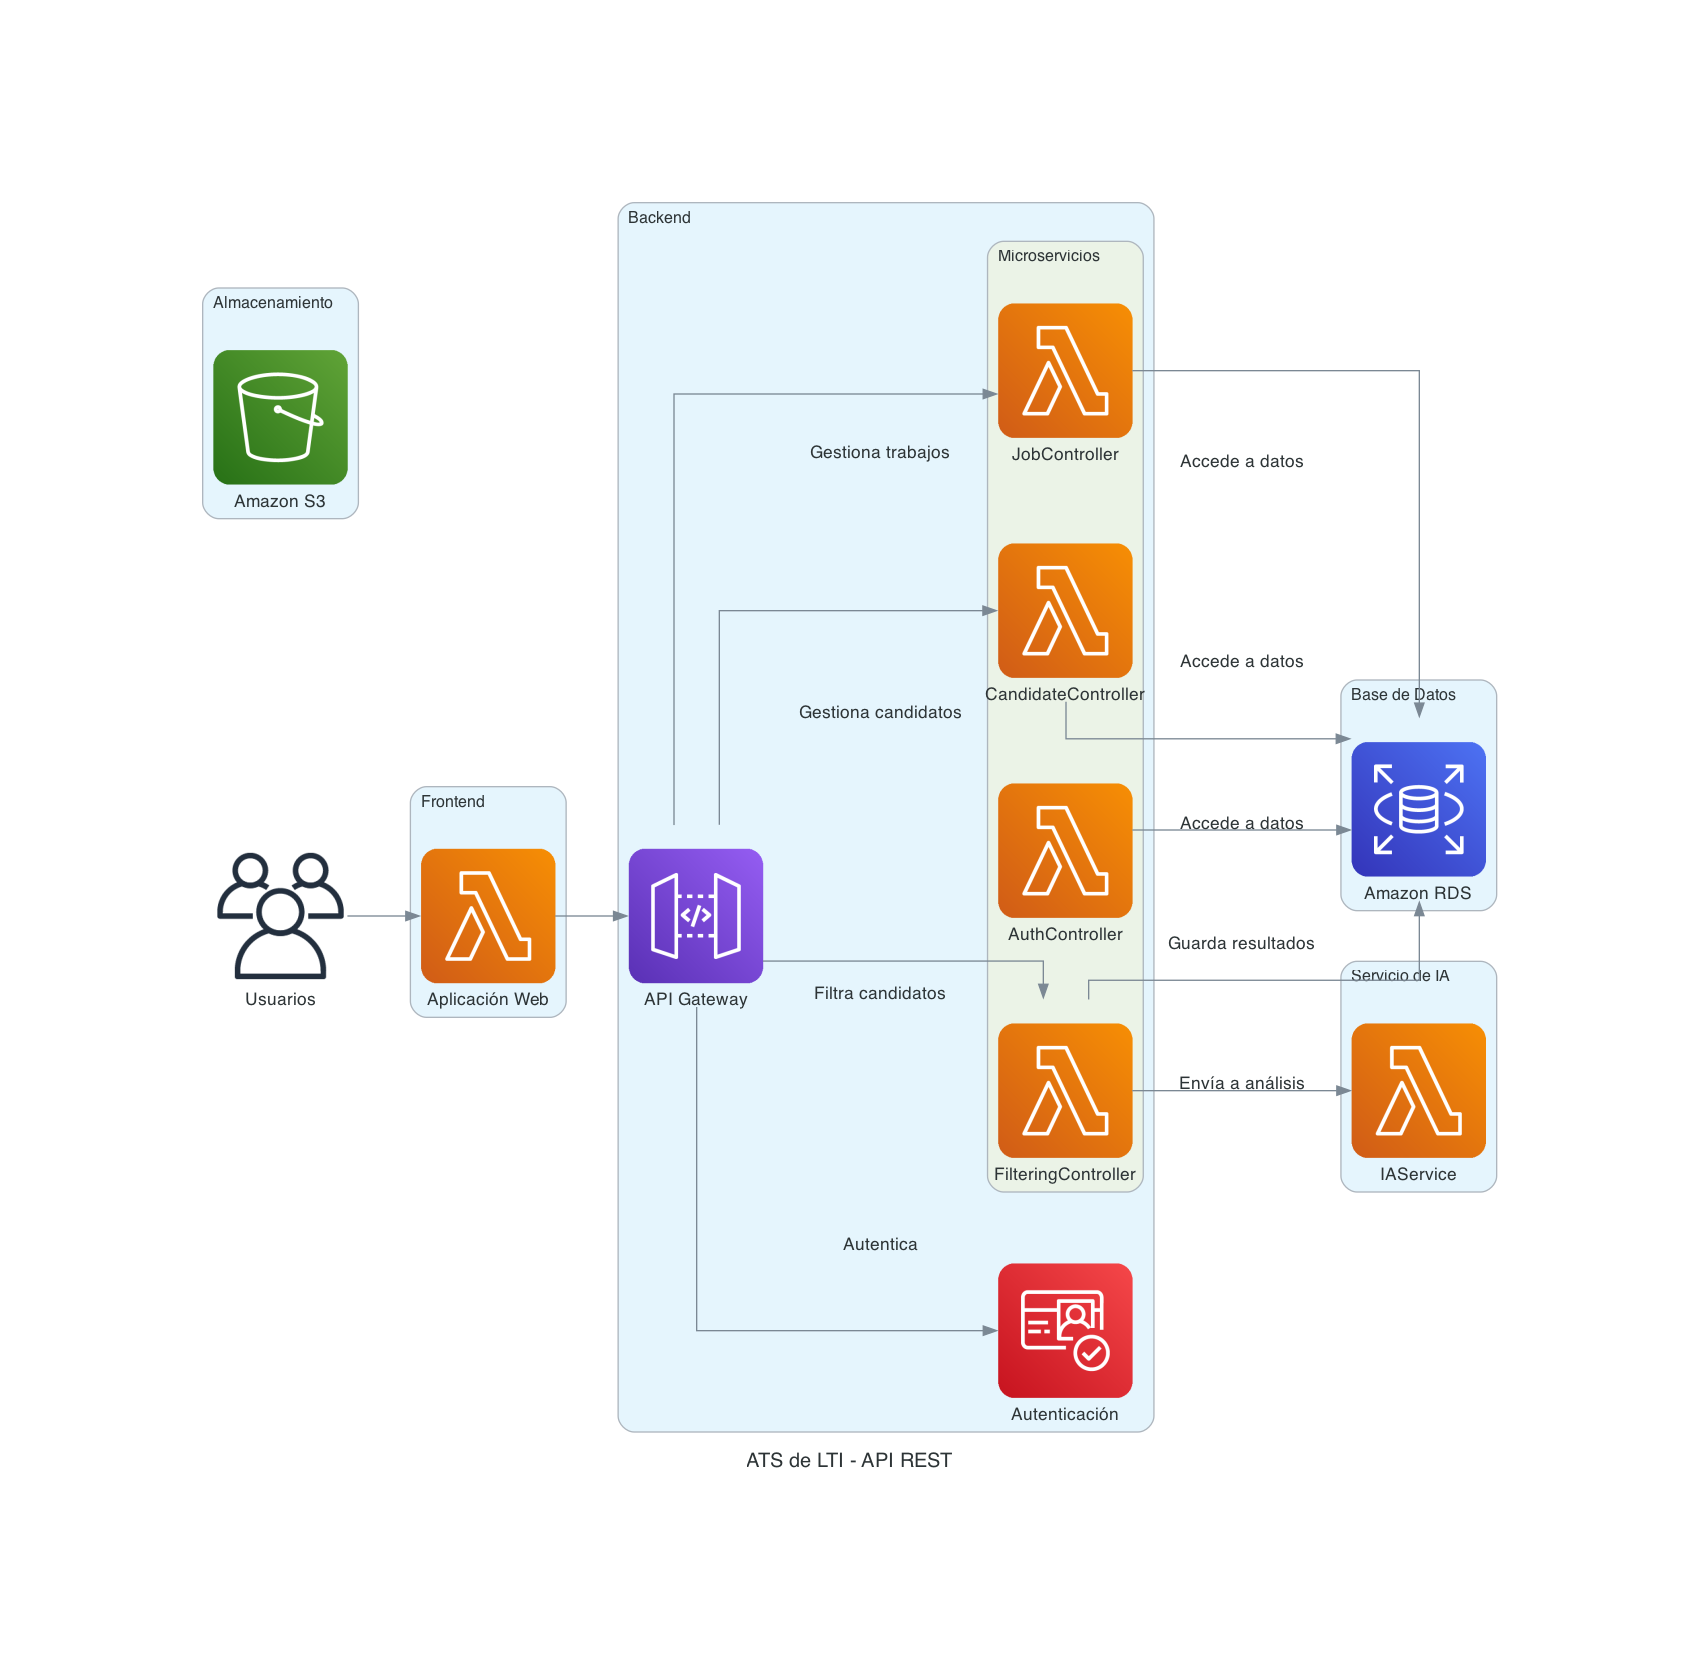 Backend
Microservicios
Almacenamiento
Amazon S3
JobController
Gestiona trabajos
Accede a datos
CandidateController
Accede a datos
Gestiona candidatos
Base de Datos
Frontend
Accede a datos
Amazon RDS
AuthController
Guarda resultados
Usuarios
Aplicación Web
API Gateway
Filtra candidatos
Servicio de IA
Envía a análisis
FilteringController
IAService
Autentica
Autenticación
ATS de LTI - API REST